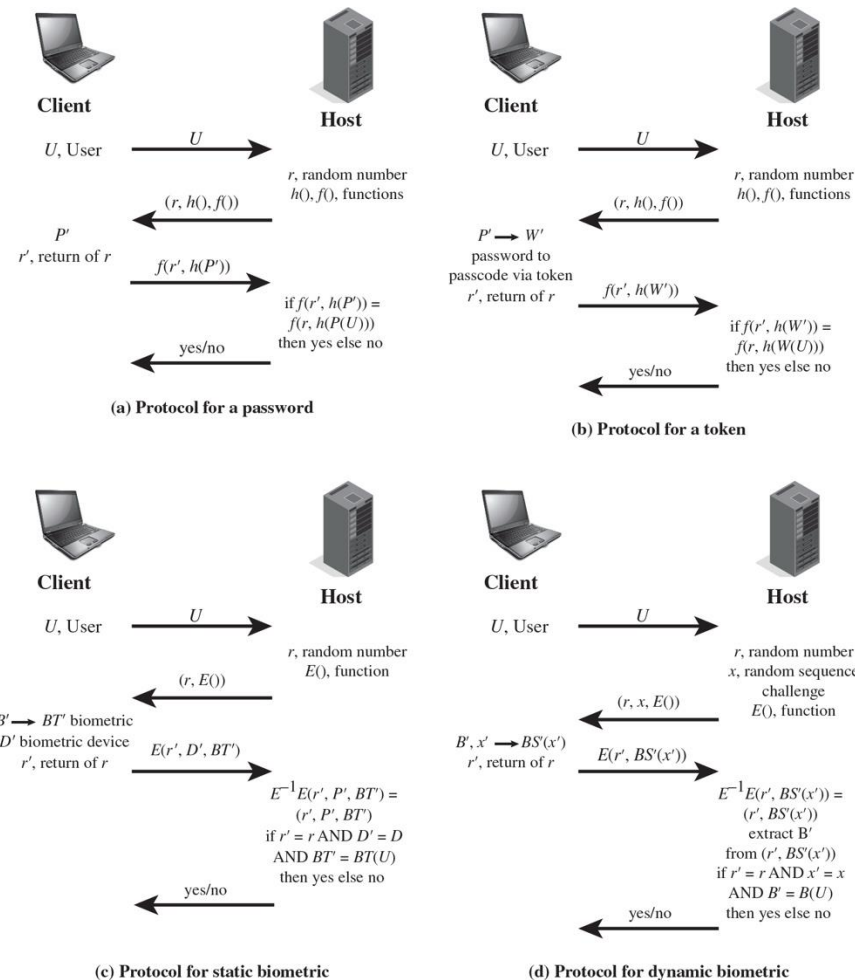 Client
Host
U, User
U
r, random number
h(), f(), functions
(r, h(), f())
P′
r′, return of r
f(r′, h(P′))
if f(r′, h(P′)) =
f(r, h(P(U)))
then yes else no
yes/no
(a) Protocol for a password
Client
Host
U, User
U
r, random number
h(), f(), functions
(r, h(), f())
P′ → W′
password to
passcode via token
r′, return of r
f(r′, h(W′))
if f(r′, h(W′)) =
f(r, h(W(U)))
then yes else no
yes/no
(b) Protocol for a token
Client
Host
U, User
U
r, random number
E(), function
(r, E())
B′ → BT′ biometric
D′ biometric device
r′, return of r
E(r′, D′, BT′)
E⁻¹E(r′, P′, BT′) =
(r′, P′, BT′)
if r′ = r AND D′ = D
AND BT′ = BT(U)
then yes else no
yes/no
(c) Protocol for static biometric
Client
Host
U, User
U
r, random number
x, random sequence
challenge
E(), function
(r, x, E())
B′, x′ → BS′(x′)
r′, return of r
E(r′, BS′(x′))
E⁻¹E(r′, BS′(x′)) =
(r′, BS′(x′))
extract B′
from (r′, BS′(x′))
if r′ = r AND x′ = x
AND B′ = B(U)
then yes else no
yes/no
(d) Protocol for dynamic biometric